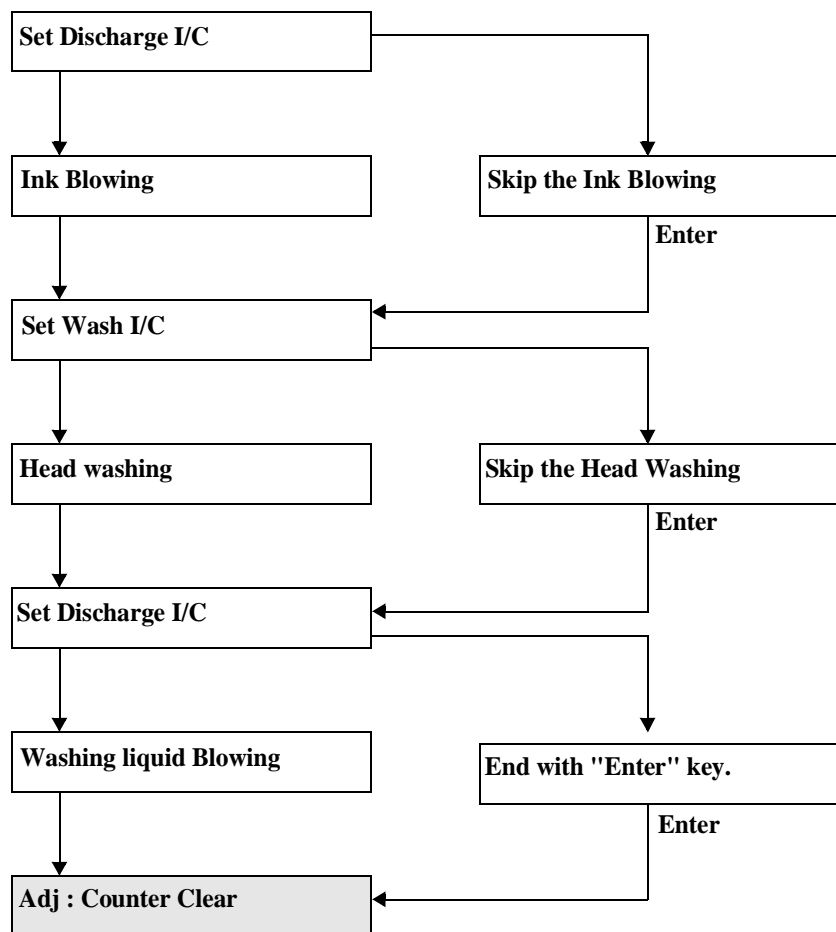 Set Discharge I/C
Ink Blowing
Skip the Ink Blowing
Enter
Set Wash I/C
Head washing
Skip the Head Washing
Enter
Set Discharge I/C
Washing liquid Blowing
End with "Enter" key.
Enter
Adj : Counter Clear